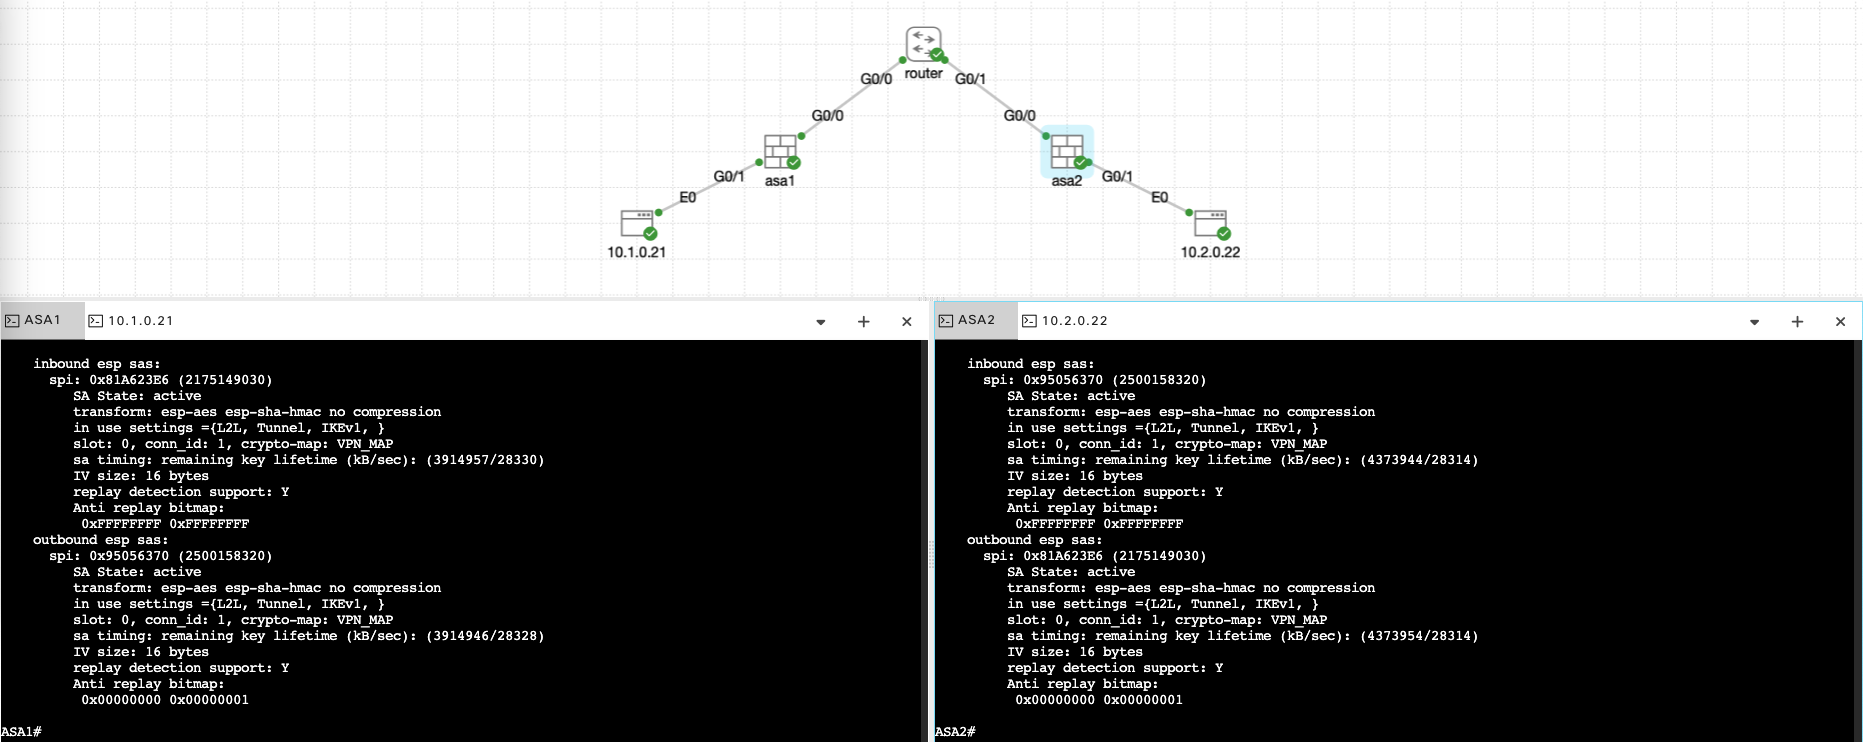 router
G0/0
G0/1
G0/0
G0/0
asa1
asa2
G0/1
G0/1
E0
E0
10.1.0.21
10.2.0.22
ASA1
10.1.0.21
inbound esp sas:
spi: 0x81A623E6 (2175149030)
SA State: active
transform: esp-aes esp-sha-hmac no compression
in use settings ={L2L, Tunnel, IKEv1, }
slot: 0, conn_id: 1, crypto-map: VPN_MAP
sa timing: remaining key lifetime (kB/sec): (3914957/28330)
IV size: 16 bytes
replay detection support: Y
Anti replay bitmap:
0xFFFFFFFF 0xFFFFFFFF
outbound esp sas:
spi: 0x95056370 (2500158320)
SA State: active
transform: esp-aes esp-sha-hmac no compression
in use settings ={L2L, Tunnel, IKEv1, }
slot: 0, conn_id: 1, crypto-map: VPN_MAP
sa timing: remaining key lifetime (kB/sec): (3914946/28328)
IV size: 16 bytes
replay detection support: Y
Anti replay bitmap:
0x00000000 0x00000001
ASA1#
ASA2
10.2.0.22
inbound esp sas:
spi: 0x95056370 (2500158320)
SA State: active
transform: esp-aes esp-sha-hmac no compression
in use settings ={L2L, Tunnel, IKEv1, }
slot: 0, conn_id: 1, crypto-map: VPN_MAP
sa timing: remaining key lifetime (kB/sec): (4373944/28314)
IV size: 16 bytes
replay detection support: Y
Anti replay bitmap:
0xFFFFFFFF 0xFFFFFFFF
outbound esp sas:
spi: 0x81A623E6 (2175149030)
SA State: active
transform: esp-aes esp-sha-hmac no compression
in use settings ={L2L, Tunnel, IKEv1, }
slot: 0, conn_id: 1, crypto-map: VPN_MAP
sa timing: remaining key lifetime (kB/sec): (4373954/28314)
IV size: 16 bytes
replay detection support: Y
Anti replay bitmap:
0x00000000 0x00000001
ASA2#